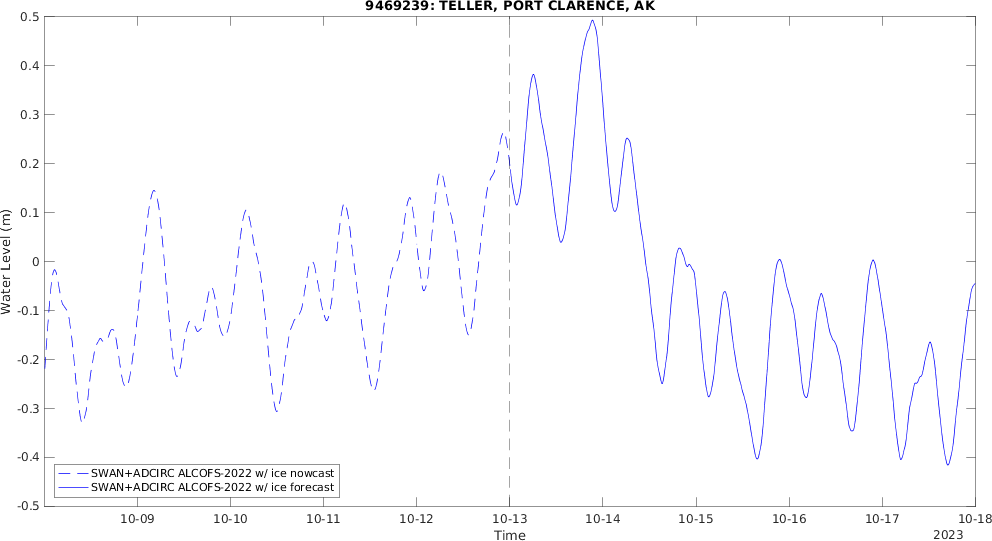 9469239: TELLER, PORT CLARENCE, AK
0.5
0.4
0.3
0.2
0.1
0
-0.1
-0.2
-0.3
-0.4
-0.5
Water Level (m)
SWAN+ADCIRC ALCOFS-2022 w/ ice nowcast
SWAN+ADCIRC ALCOFS-2022 w/ ice forecast
10-09 10-10 10-11 10-12 10-13 10-14 10-15 10-16 10-17 10-18
Time
2023